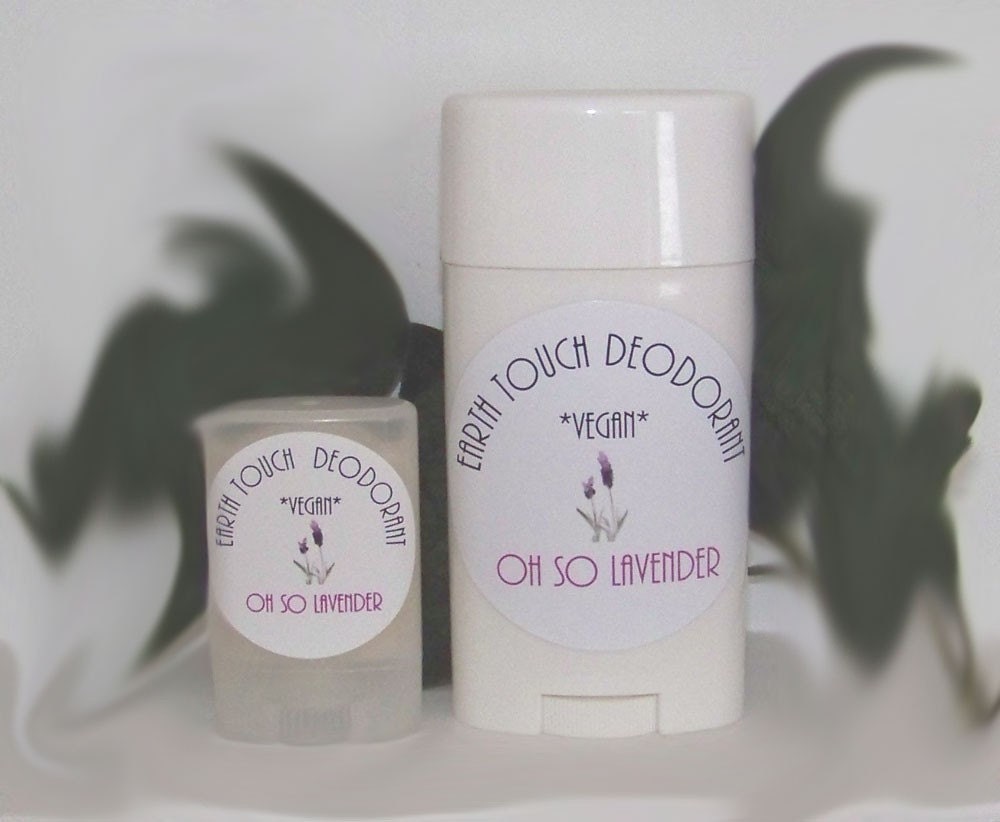 EARTH TOUCH DEODORANT
*VEGAN*
OH SO LAVENDER
EARTH TOUCH DEODORANT
*VEGAN*
OH SO LAVENDER